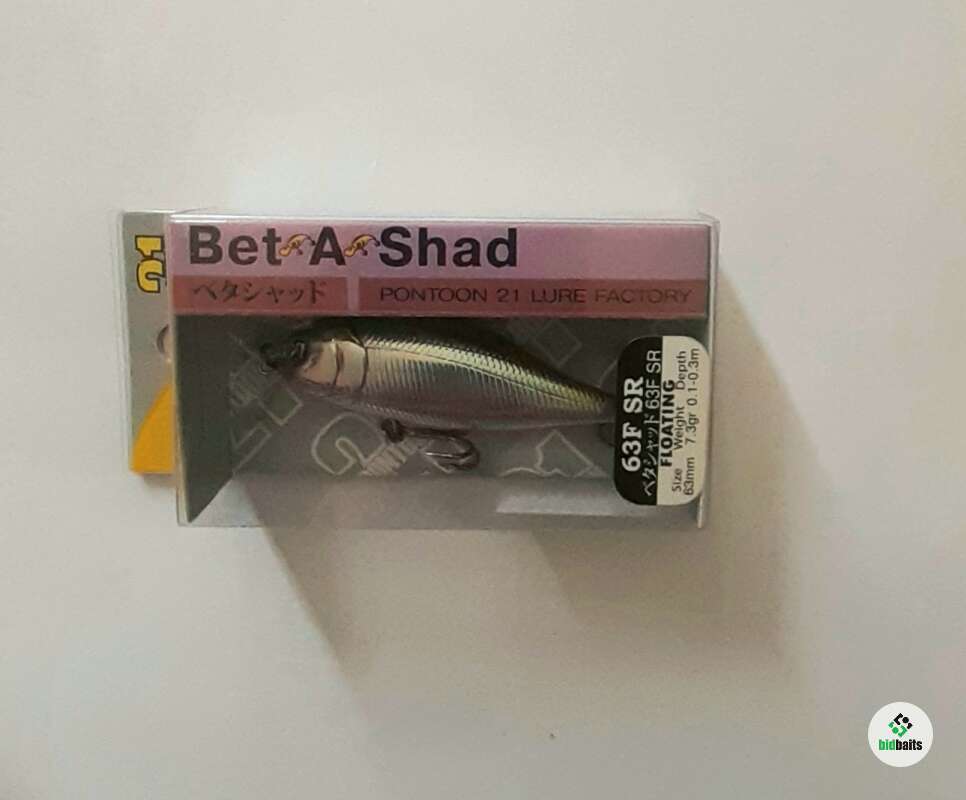 Bet A Shad
ベタシャッド
PONTOON 21 LURE FACTORY
21
63F SR
ベタシャッド 63F SR
FLOATING
Size Weight Depth
63mm 7.3gr 0.1-0.3m
bidbaits